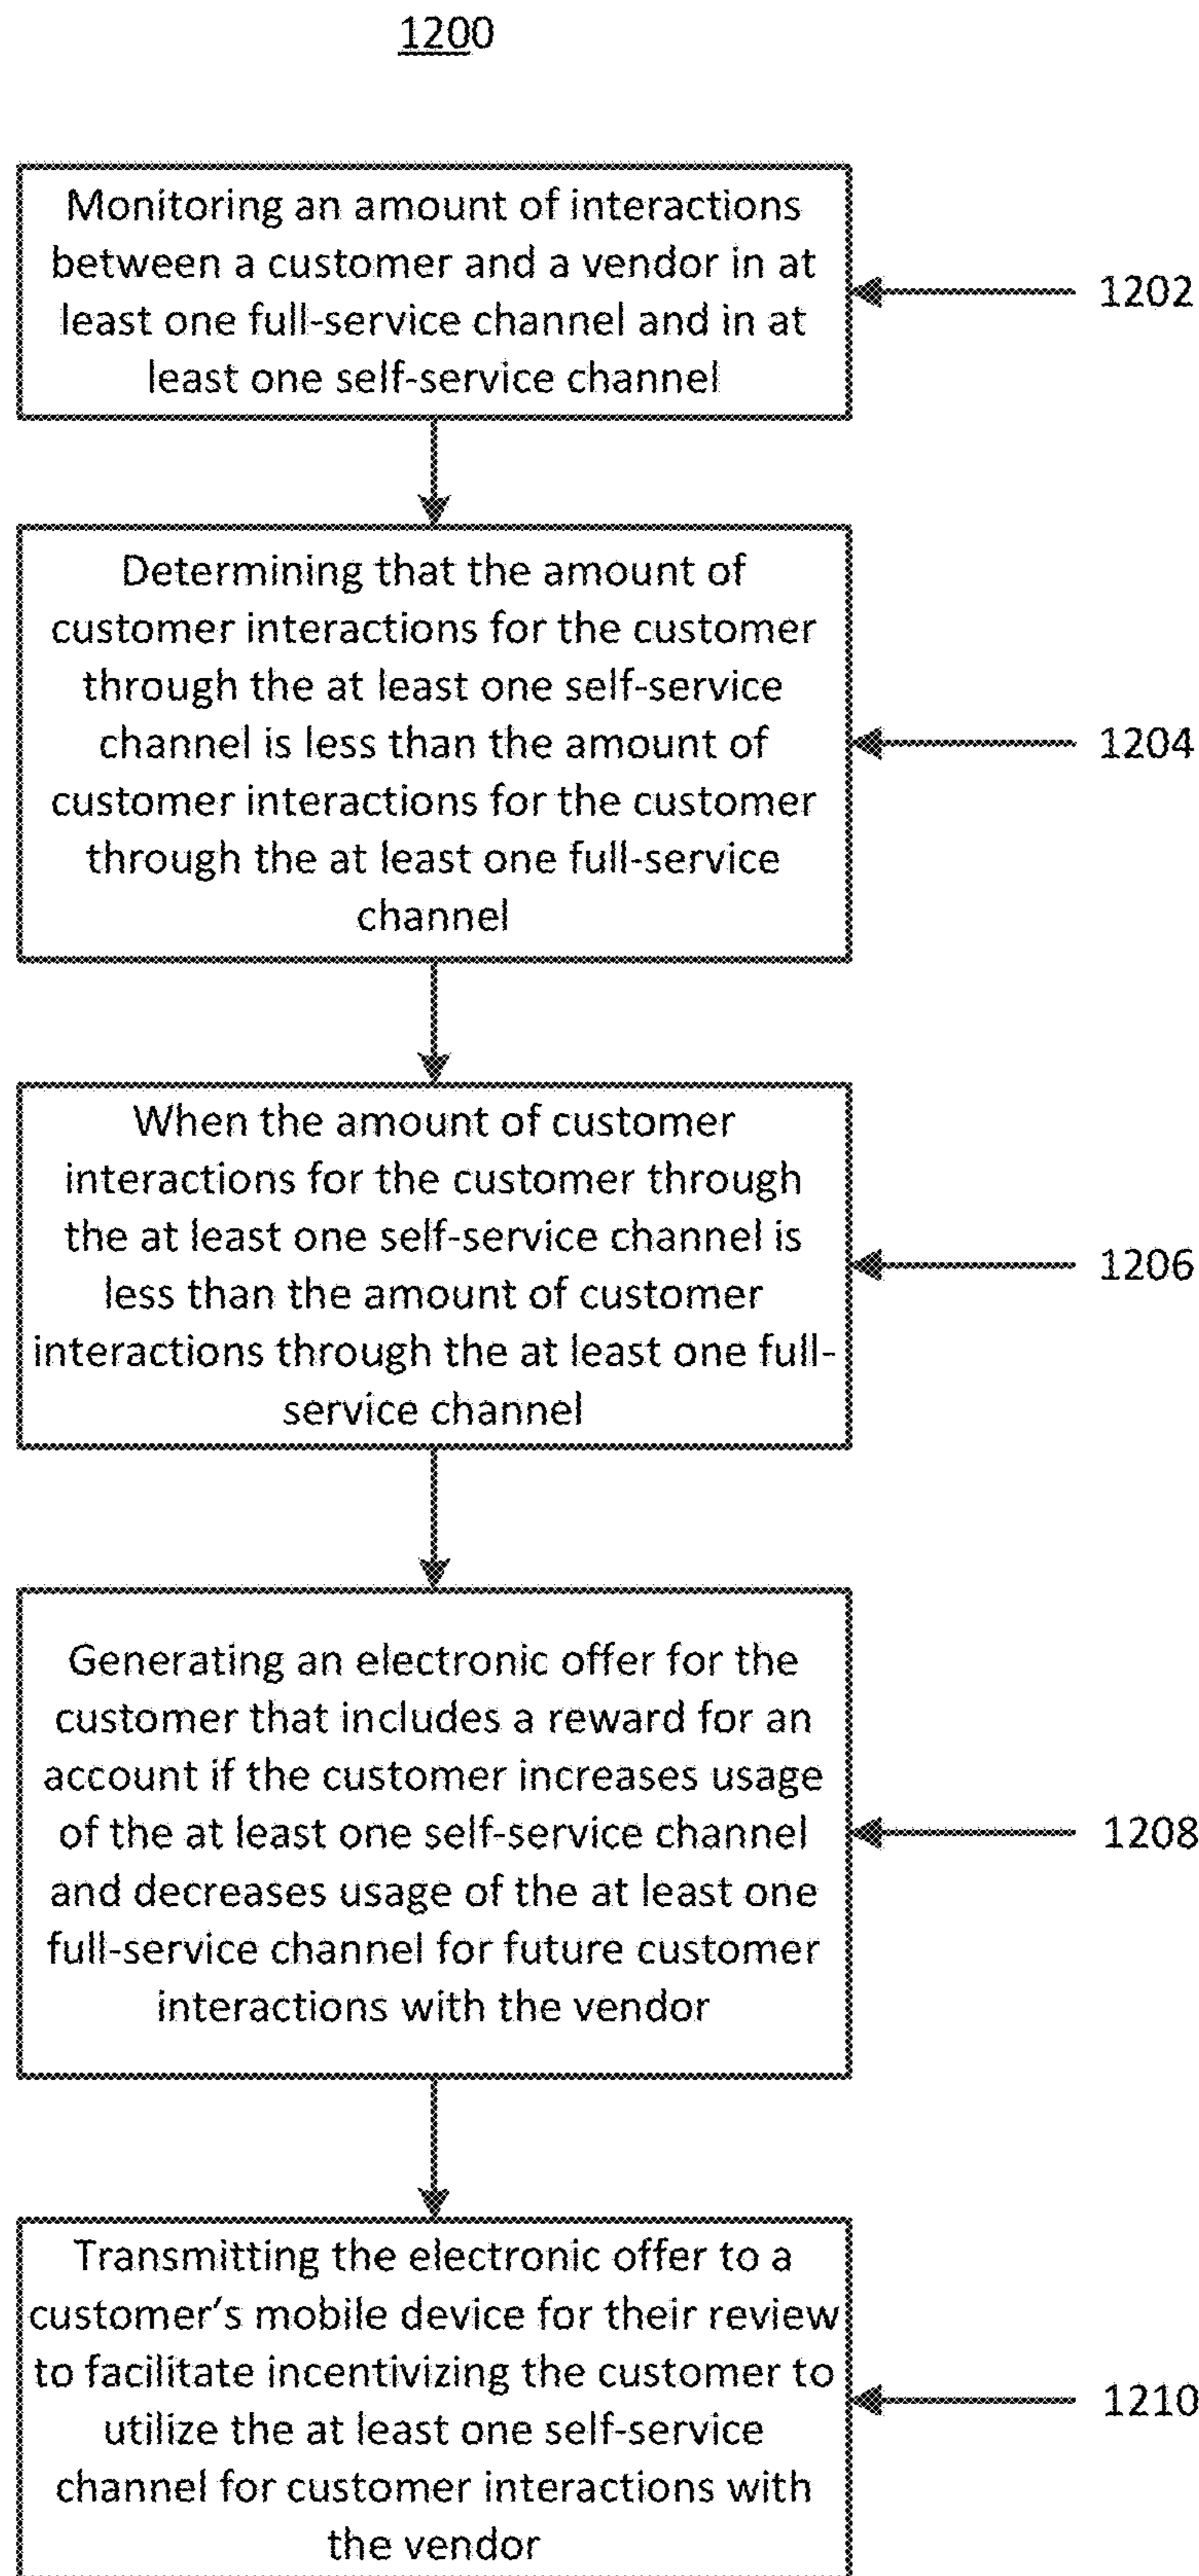 1200
Monitoring an amount of interactions
between a customer and a vendor in at
least one full-service channel and in at
least one self-service channel
1202
Determining that the amount of
customer interactions for the customer
through the at least one self-service
channel is less than the amount of
customer interactions for the customer
through the at least one full-service
channel
1204
When the amount of customer
interactions for the customer through
the at least one self-service channel is
less than the amount of customer
interactions through the at least one full-
service channel
1206
Generating an electronic offer for the
customer that includes a reward for an
account if the customer increases usage
of the at least one self-service channel
and decreases usage of the at least one
full-service channel for future customer
interactions with the vendor
1208
Transmitting the electronic offer to a
customer's mobile device for their review
to facilitate incentivizing the customer to
utilize the at least one self-service
channel for customer interactions with
the vendor
1210